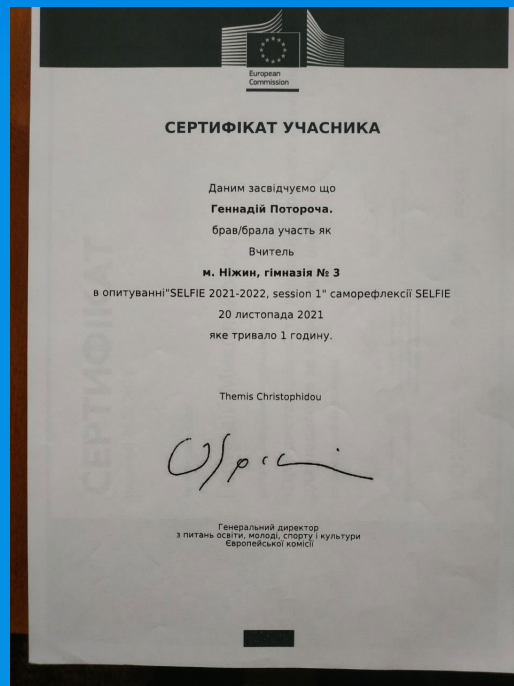 European
Commission
СЕРТИФІКАТ УЧАСНИКА
Даним засвідчуємо що
Геннадій Потороча.
брав/брала участь як
Вчитель
м. Ніжин, гімназія № 3
в опитуванні"SELFIE 2021-2022, session 1" саморефлексії SELFIE
20 листопада 2021
яке тривало 1 годину.
Themis Christophidou
Генеральний директор
з питань освіти, молоді, спорту і культури
Європейської комісії